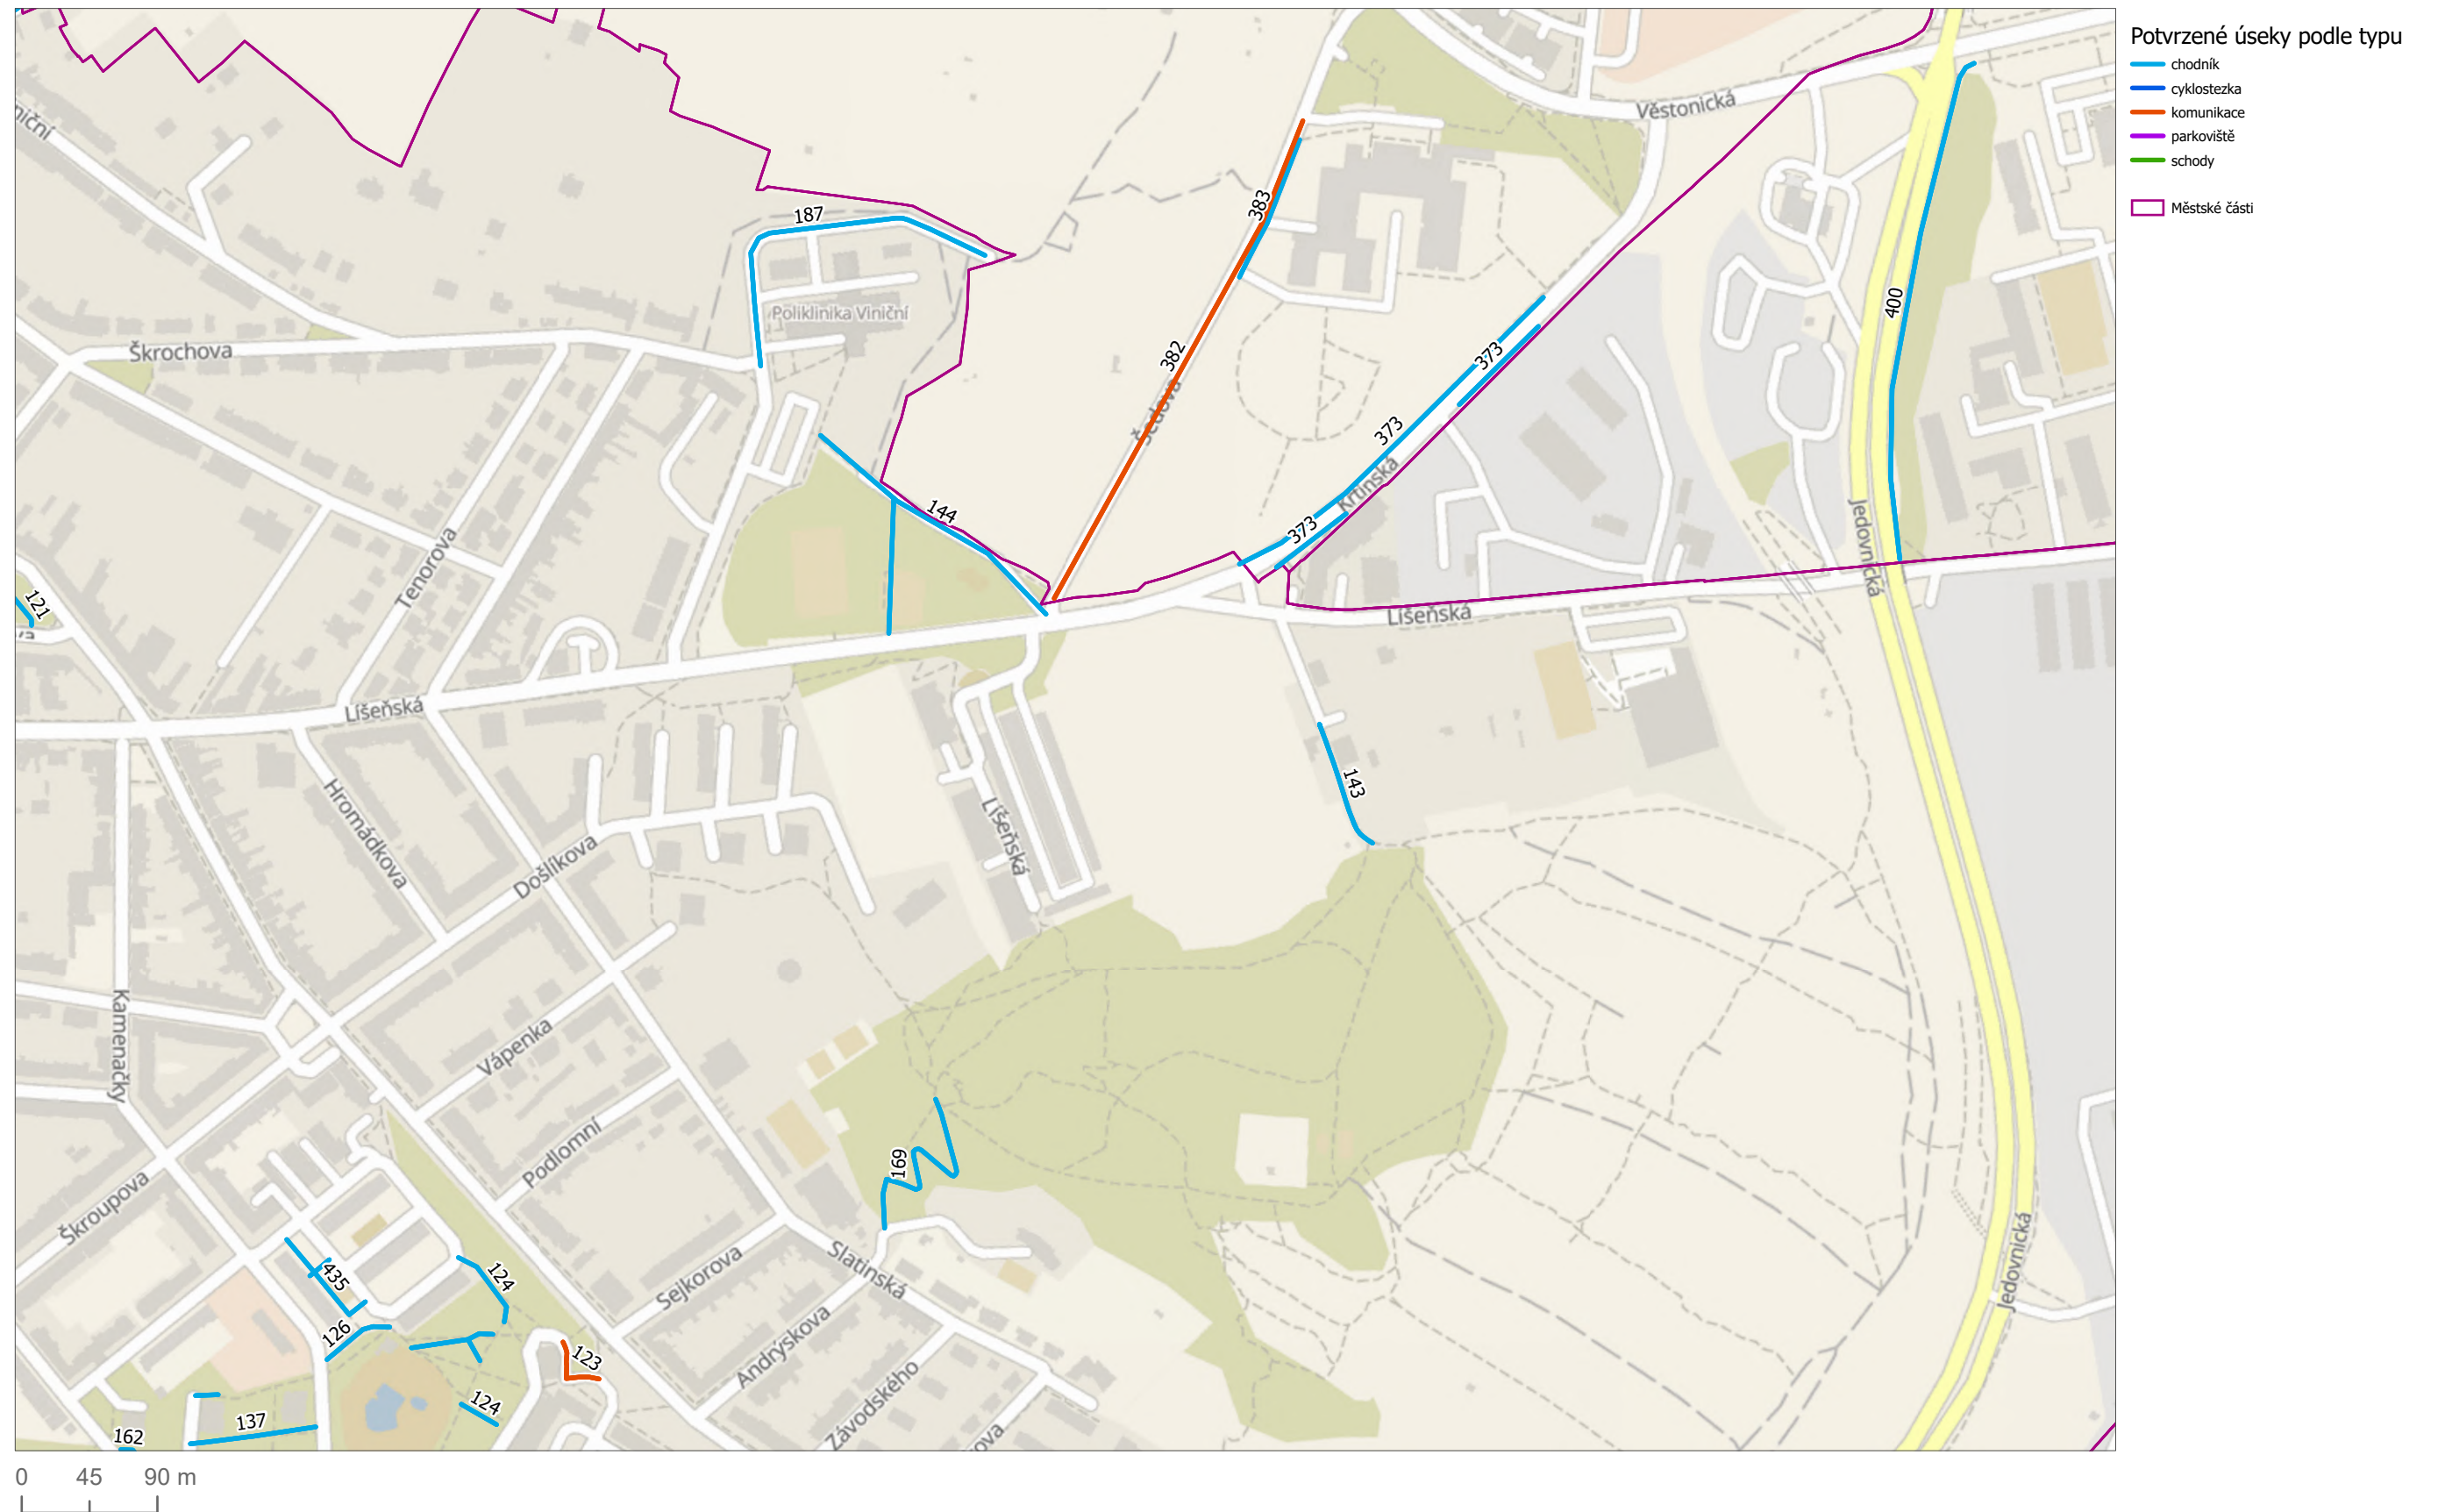 Potvrzené úseky podle typu
chodník
cyklostezka
komunikace
parkoviště
schody
Městské části
Věstonická
383
187
400
Poliklinika Viniční
Škrochova
382
373
Šedova
373
Křtinská
144
373
Jedovnická
Tenorova
121
Líšeňská
Líšeňská
143
Hromádkova
Líšeňská
Došlíkova
Kamenačky
Vápenka
Podlomní
169
Škroupova
Jedovnická
Slatinská
Sejkorova
435
124
126
Andrýskova
123
Závodského
124
137
162
0 45 90 m